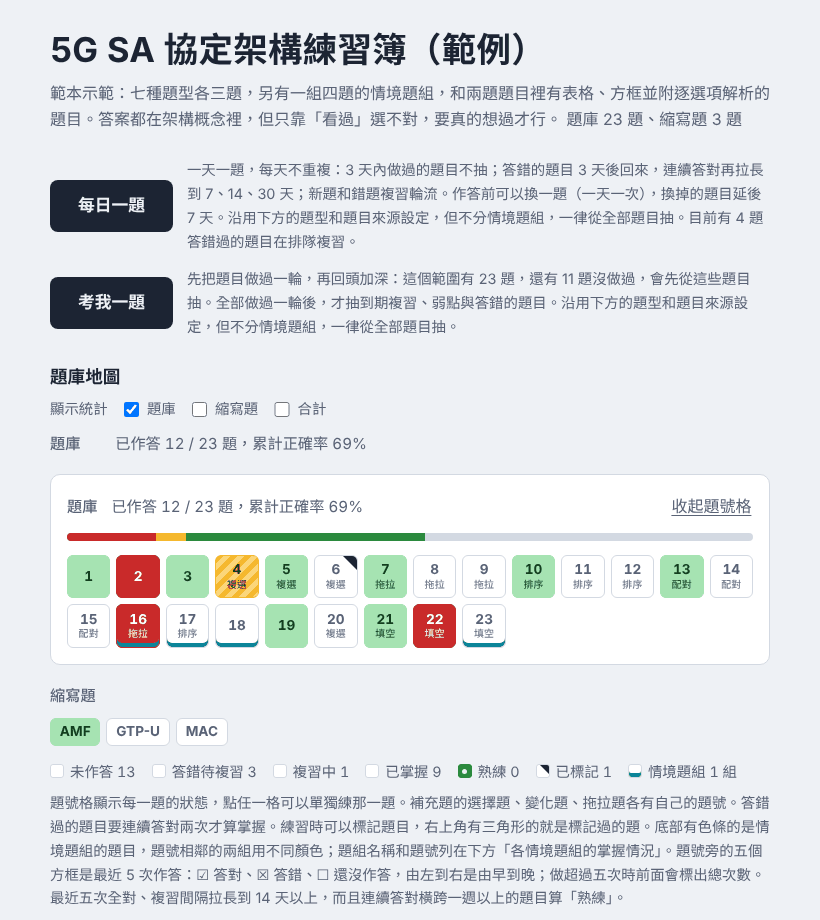 5G SA 協定架構練習簿（範例）
範本示範：七種題型各三題，另有一組四題的情境題組，和兩題題目裡有表格、方框並附逐選項解析的
題目。答案都在架構概念裡，但只靠「看過」選不對，要真的想過才行。 題庫 23 題、縮寫題 3 題
每日一題
一天一題，每天不重複：3 天內做過的題目不抽；答錯的題目 3 天後回來，連續答對再拉長
到 7、14、30 天；新題和錯題複習輪流。作答前可以換一題（一天一次），換掉的題目延後
7 天。沿用下方的題型和題目來源設定，但不分情境題組，一律從全部題目抽。目前有 4 題
答錯過的題目在排隊複習。
考我一題
先把題目做過一輪，再回頭加深：這個範圍有 23 題，還有 11 題沒做過，會先從這些題目
抽。全部做過一輪後，才抽到期複習、弱點與答錯的題目。沿用下方的題型和題目來源設
定，但不分情境題組，一律從全部題目抽。
題庫地圖
顯示統計 題庫 縮寫題 合計
題庫 已作答 12 / 23 題，累計正確率 69%
題庫 已作答 12 / 23 題，累計正確率 69% 收起題號格
1 2 3 4 5 6 7 8 9 10 11 12 13 14
複選 複選 複選 拖拉 拖拉 拖拉 排序 排序 排序 配對 配對
15 16 17 18 19 20 21 22 23
配對 拖拉 排序 複選 填空 填空 填空
縮寫題
AMF GTP-U MAC
未作答 13 答錯待複習 3 複習中 1 已掌握 9 熟練 0 已標記 1 情境題組 1 組
題號格顯示每一題的狀態，點任一格可以單獨練那一題。補充題的選擇題、變化題、拖拉題各有自己的題號。答錯
過的題目要連續答對兩次才算掌握。練習時可以標記題目，右上角有三角形的就是標記過的題。底部有色條的是情
境題組的題目，題號相鄰的兩組用不同顏色；題組名稱和題號列在下方「各情境題組的掌握情況」。題號旁的五個
方框是最近 5 次作答：☑ 答對、☒ 答錯、☐ 還沒作答，由左到右是由早到晚；做超過五次時前面會標出總次數。
最近五次全對、複習間隔拉長到 14 天以上，而且連續答對橫跨一週以上的題目算「熟練」。